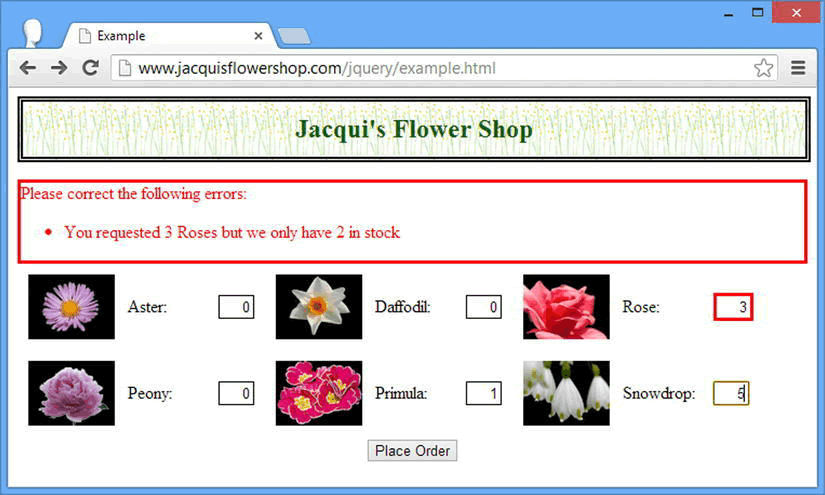 Example
www.jacquisflowershop.com/jquery/example.html
Jacqui's Flower Shop
Please correct the following errors:
• You requested 3 Roses but we only have 2 in stock
Aster: 0 Daffodil: 0 Rose: 3
Peony: 0 Primula: 1 Snowdrop: 5
Place Order